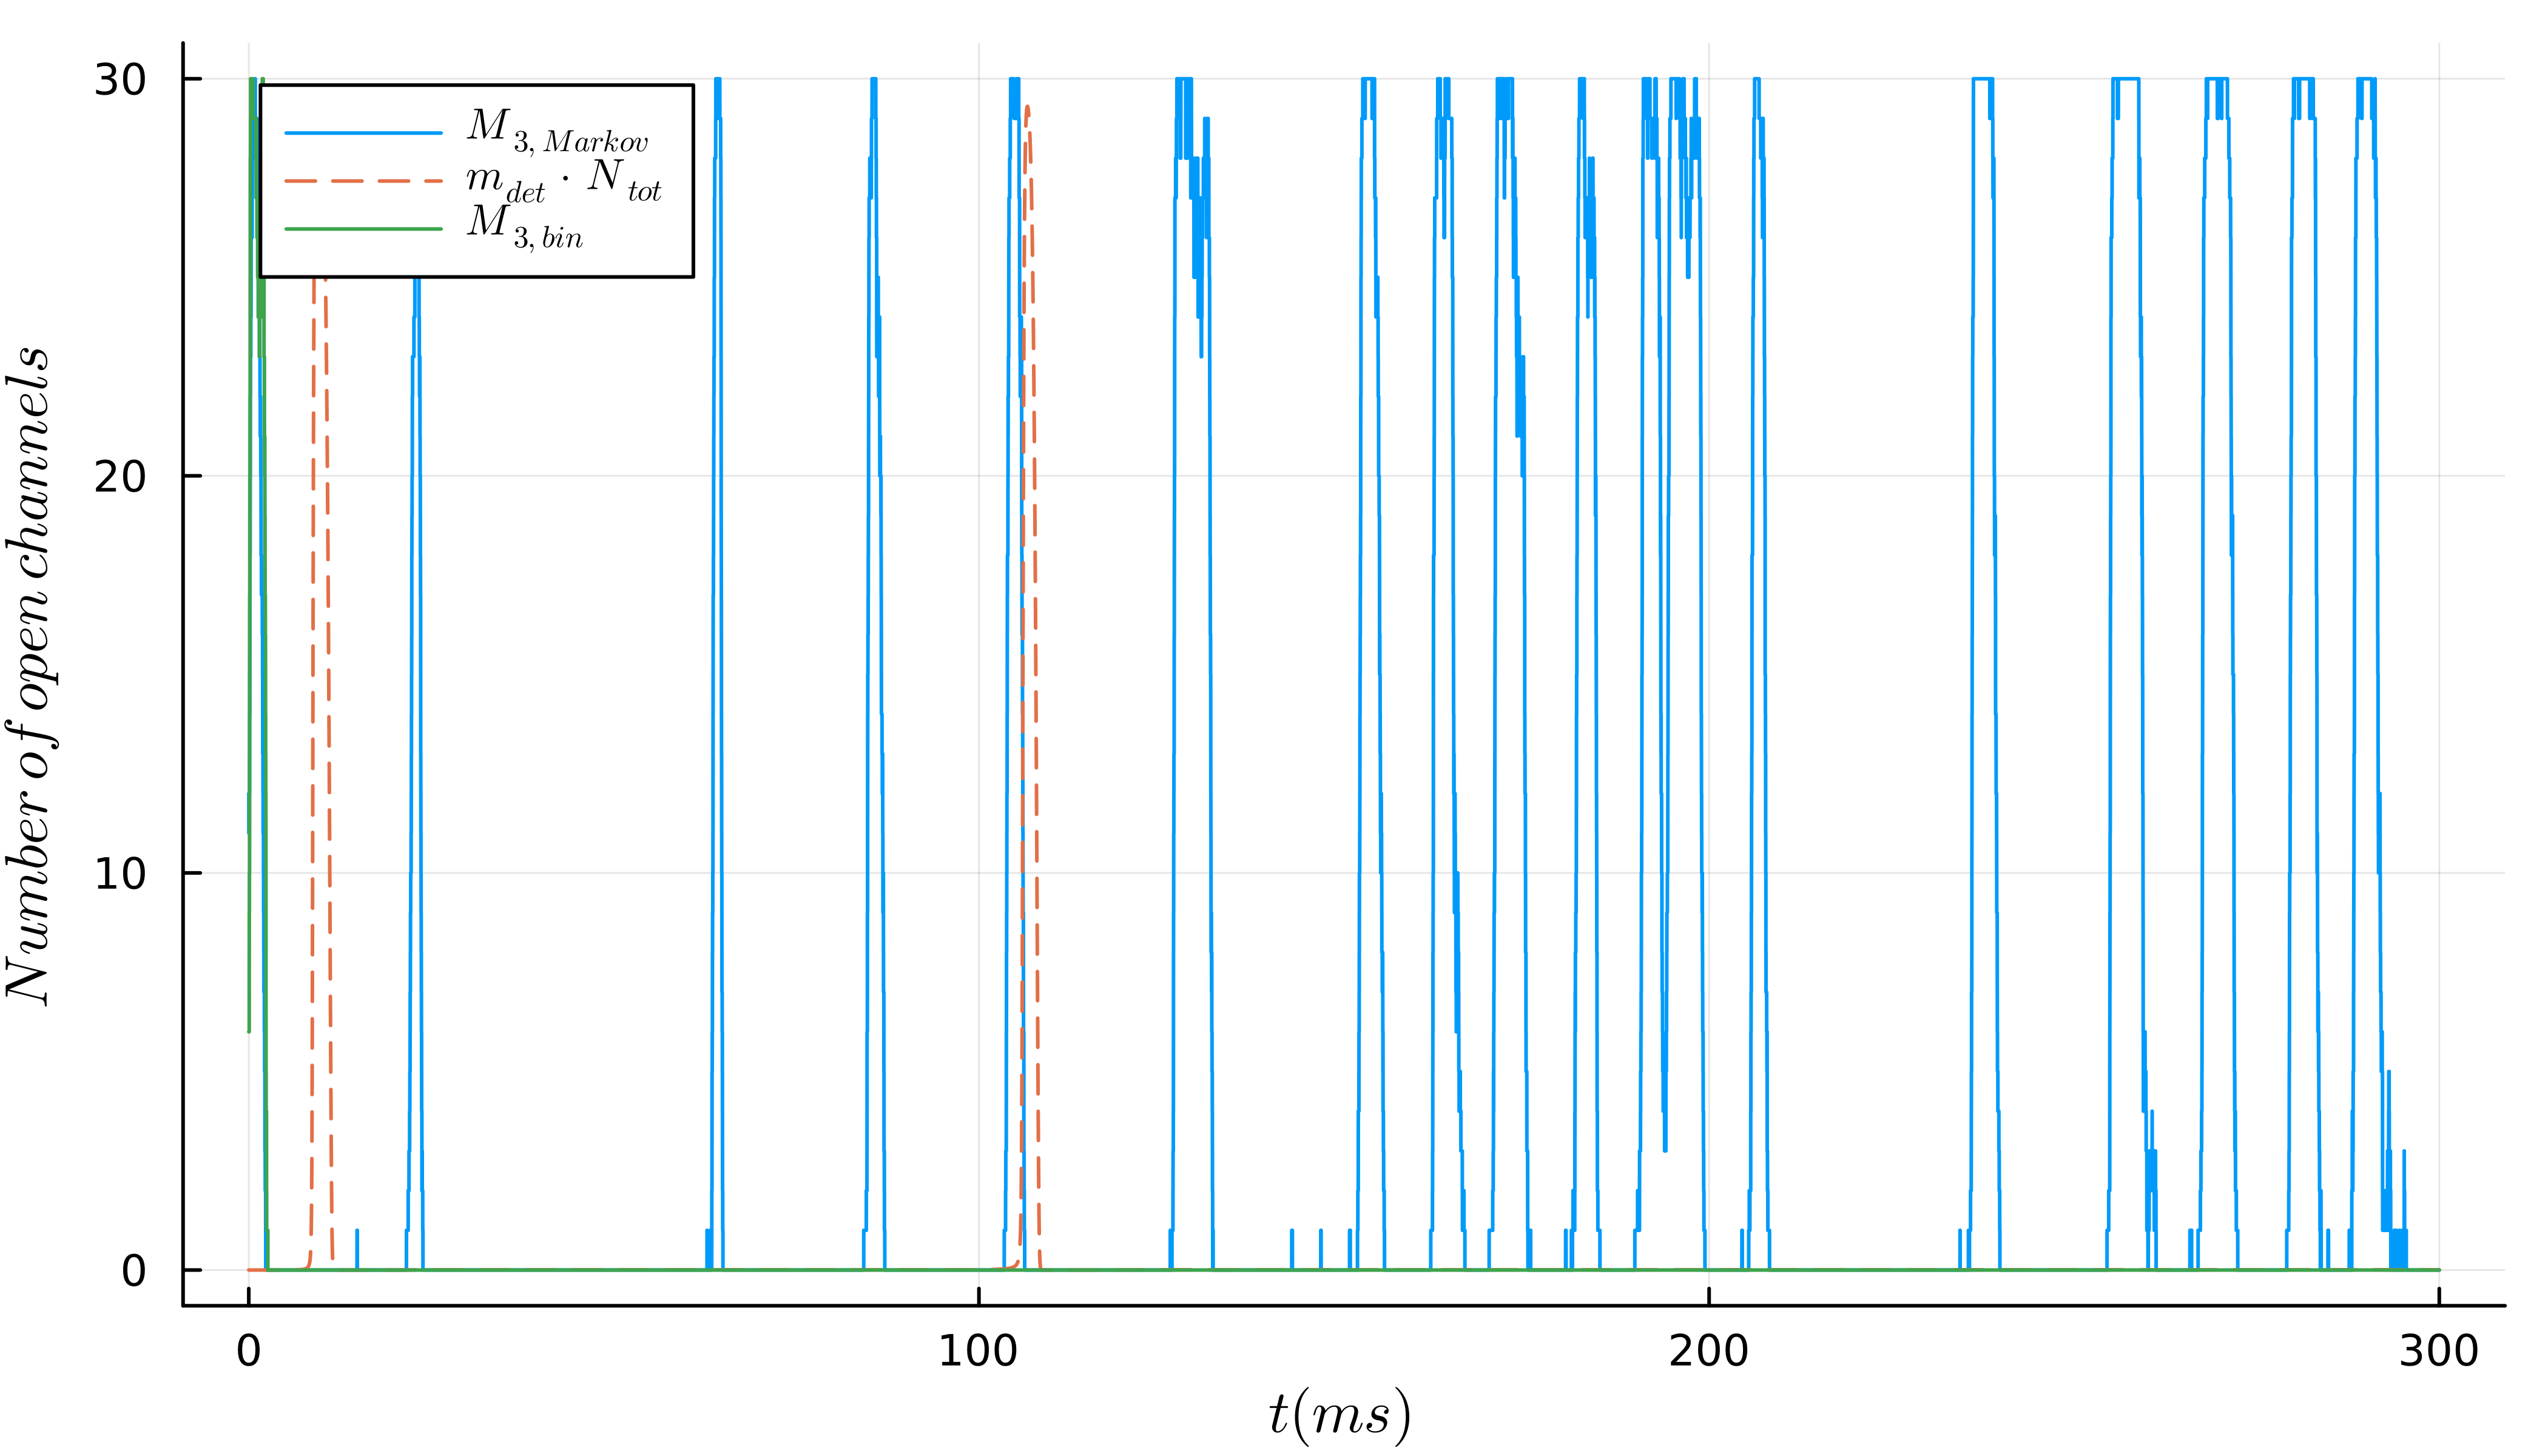 30
20
10
0
Number of open channels
M3, Markov
mdet · Ntot
M3, bin
0 100 200 300
t(ms)